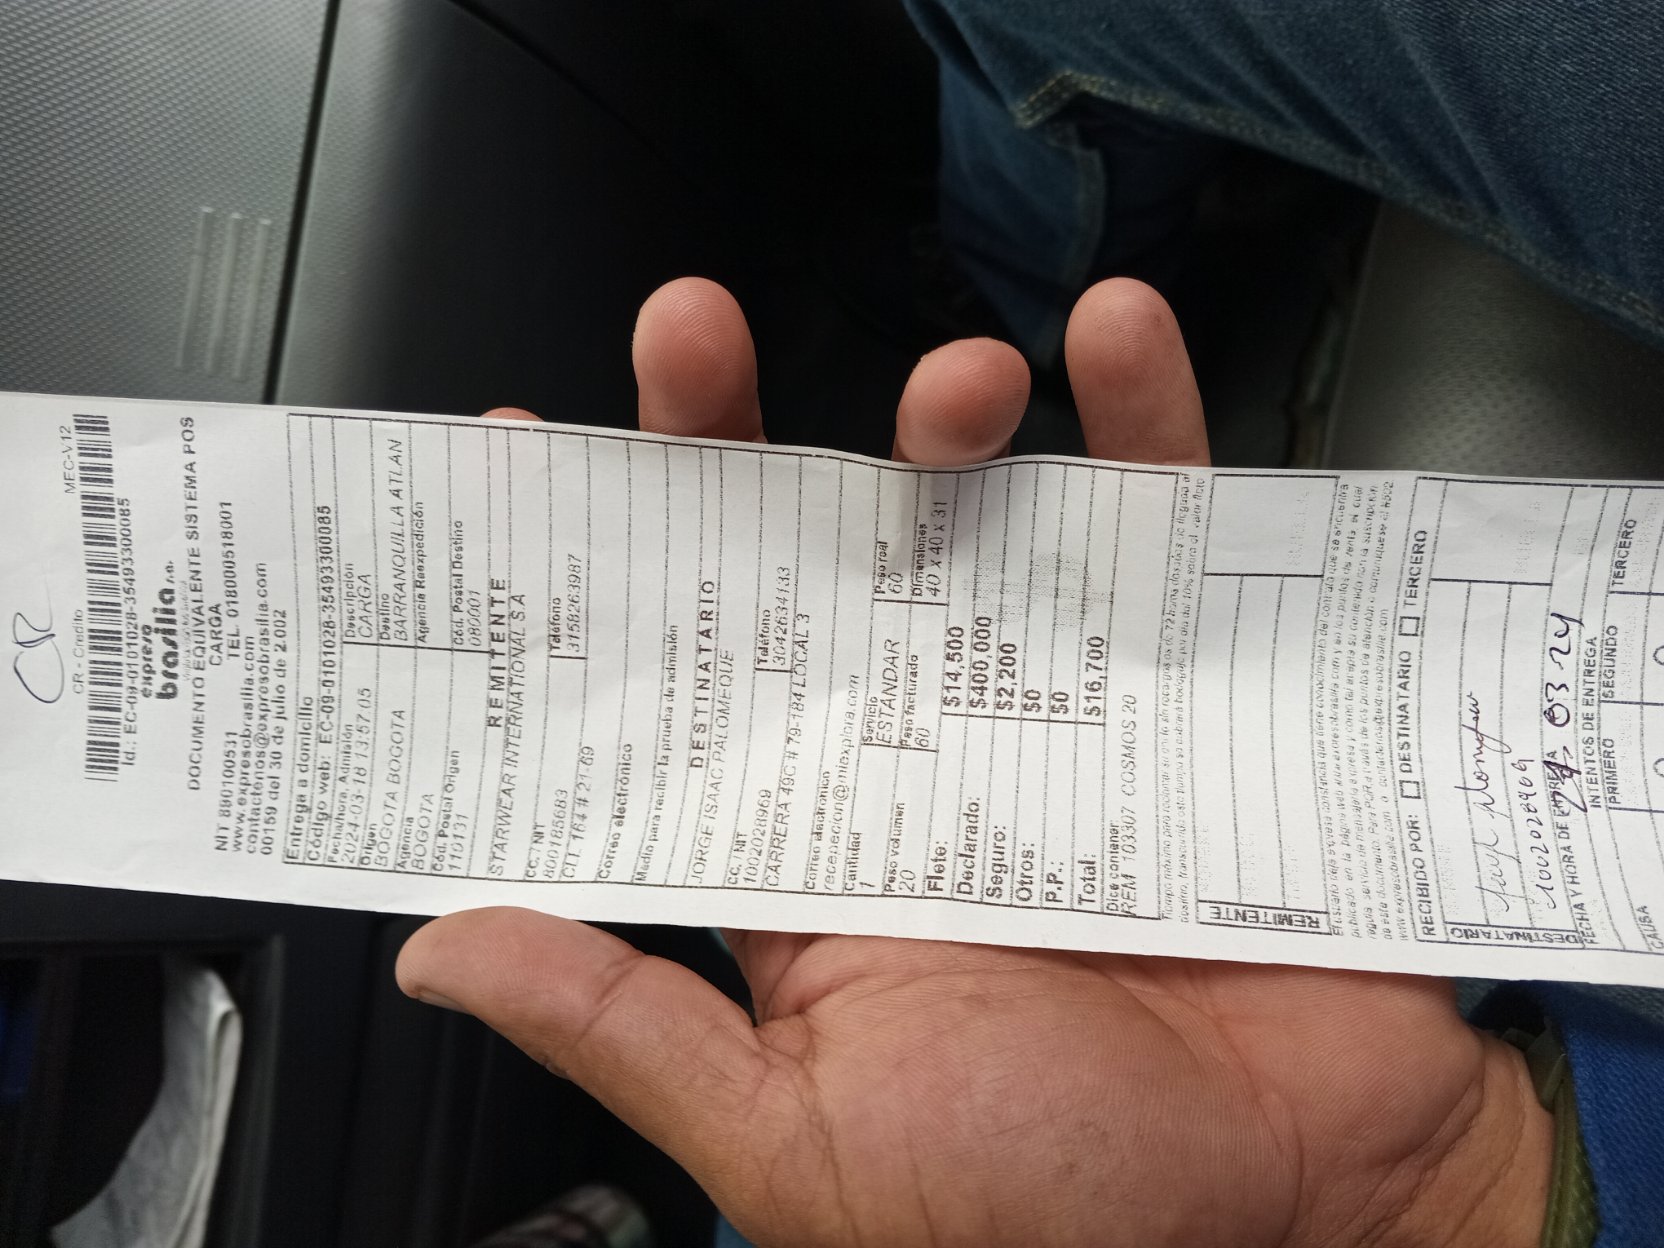 CR
CR - Credito MEC-V12
Id.: EC-09-0101028-35493300085
expreso
brasilia s.a.
DOCUMENTO EQUIVALENTE SISTEMA POS
CARGA
NIT 890100531 TEL. 018000518001
www.expresobrasilia.com
contactenos@exprosobrasilia.com
00159 del 30 de julio de 2.002
Entrega a domicilio
Código web: EC-09-0101028-3549330085
Fecha/hora. Admisión Descripción
2024-03-18 13:57:05 CARGA
Origen Destino
BOGOTA BOGOTA BARRANQUILLA ATLAN
Agencia Agencia Reexpedición
BOGOTA
Cód. Postal Origen Cód. Postal Destino
110131 080001
REMITENTE
STARWEAR INTERNATIONAL SA
CC. / NIT Teléfono
800185683 3158263987
CLL 164 # 21-69
Correo electrónico
Medio para recibir la prueba de admisión
DESTINATARIO
JORGE ISAAC PALOMEQUE
CC. / NIT Teléfono
1002028969 3042634133
CARRERA 49C # 79-184 LOCAL 3
Correo electrónico
recepcion@miexplora.com
Cantidad Servicio Peso real
1 ESTANDAR 60
Peso volumen Peso facturado Dimensiones
20 60 40 x 40 x 31
Flete: $14,500
Declarado: $400,000
Seguro: $2,200
Otros: $0
P.P.: $0
Total: $16,700
Dice contener
REM 103307 COSMOS 20
REMITENTE
RECIBIDO POR: DESTINATARIO TERCERO
DESTINATARIO
1002028969
FECHA Y HORA DE ENTREGA
03 24
INTENTOS DE ENTREGA
PRIMERO SEGUNDO TERCERO
CAUSA